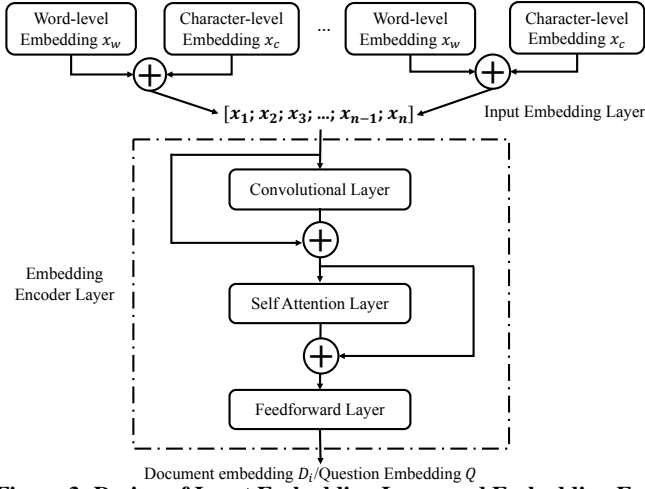 Word-level
Embedding x_w
Character-level
Embedding x_c
...
Word-level
Embedding x_w
Character-level
Embedding x_c
[x_1; x_2; x_3; ...; x_{n-1}; x_n]
Input Embedding Layer
Convolutional Layer
Embedding
Encoder Layer
Self Attention Layer
Feedforward Layer
Document embedding D_i/Question Embedding Q